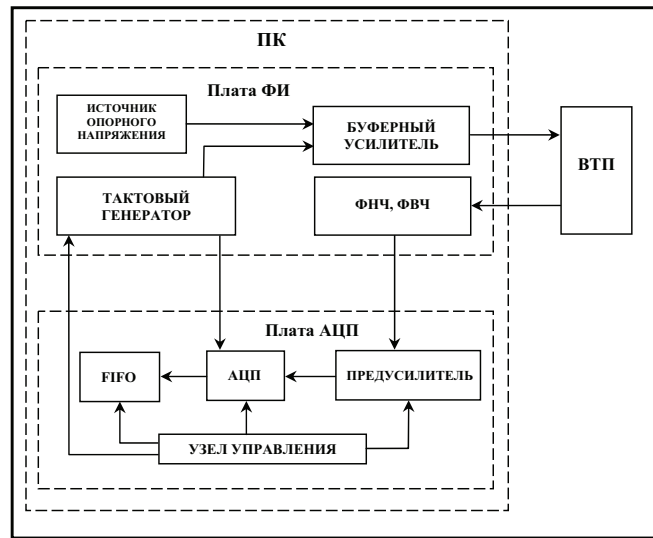 ПК
Плата ФИ
ИСТОЧНИК
ОПОРНОГО
НАПРЯЖЕНИЯ
БУФЕРНЫЙ
УСИЛИТЕЛЬ
ВТП
ТАКТОВЫЙ
ГЕНЕРАТОР
ФНЧ, ФВЧ
Плата АЦП
FIFO
АЦП
ПРЕДУСИЛИТЕЛЬ
УЗЕЛ УПРАВЛЕНИЯ